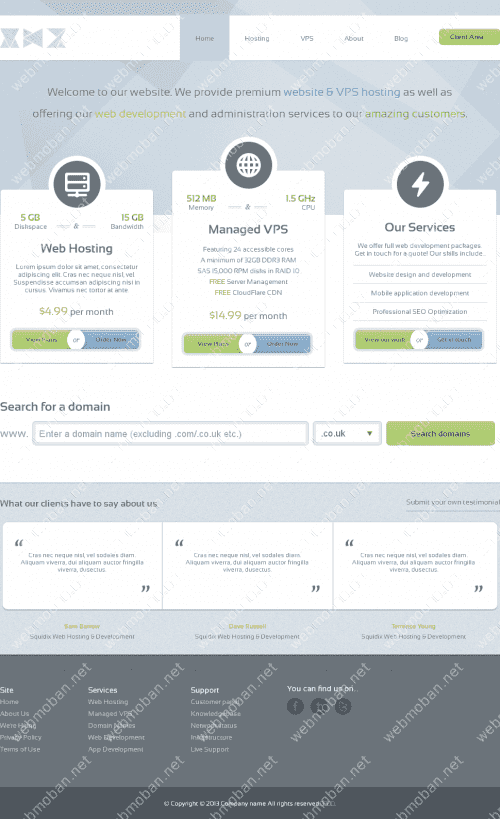 Home Hosting VPS About Blog Client Area
Welcome to our website. We provide premium website & VPS hosting as well as
offering our web development and administration services to our amazing customers.
5 GB 15 GB
Diskspace & Bandwidth
Web Hosting
Lorem ipsum dolor sit amet, consectetur
adipiscing elit. Cras nec neque nisl, vel
Suspendisse accumsan adipiscing nisi in
cursus. Vivamus nec tortor at ante
$4.99 per month
View Plans or Order Now
512 MB 1.5 GHz
Memory & CPU
Managed VPS
Featuring 24 accessible cores
A minimum of 32GB DDR3 RAM
SAS 15,000 RPM disks in RAID 10
FREE Server Management
FREE CloudFlare CDN
$14.99 per month
View Plans or Order Now
Our Services
We offer full web development packages.
Get in touch for a quote! Our skills include...
Website design and development
Mobile application development
Professional SEO Optimization
View our work or Get in touch
Search for a domain
www. Enter a domain name (excluding .com/.co.uk etc.) .co.uk Search domains
What our clients have to say about us Submit your own testimonial
“ Cras nec neque nisl, vel sodales diam.
Aliquam viverra, dui aliquam auctor fringilla
viverra, dusectus. ”
Sam Barrow
Squidix Web Hosting & Development
“ Cras nec neque nisl, vel sodales diam.
Aliquam viverra, dui aliquam auctor fringilla
viverra, dusectus. ”
Dave Russell
Squidix Web Hosting & Development
“ Cras nec neque nisl, vel sodales diam.
Aliquam viverra, dui aliquam auctor fringilla
viverra, dusectus. ”
Terrence Young
Squidix Web Hosting & Development
Site
Home
About Us
We're Hiring
Privacy Policy
Terms of Use
Services
Web Hosting
Managed VPS
Domain Names
Web Development
App Development
Support
Customer panel
Knowledgebase
Network status
Infrastructure
Live Support
You can find us on...
© Copyright © 2013 Company name All rights reserved.
webmoban.net